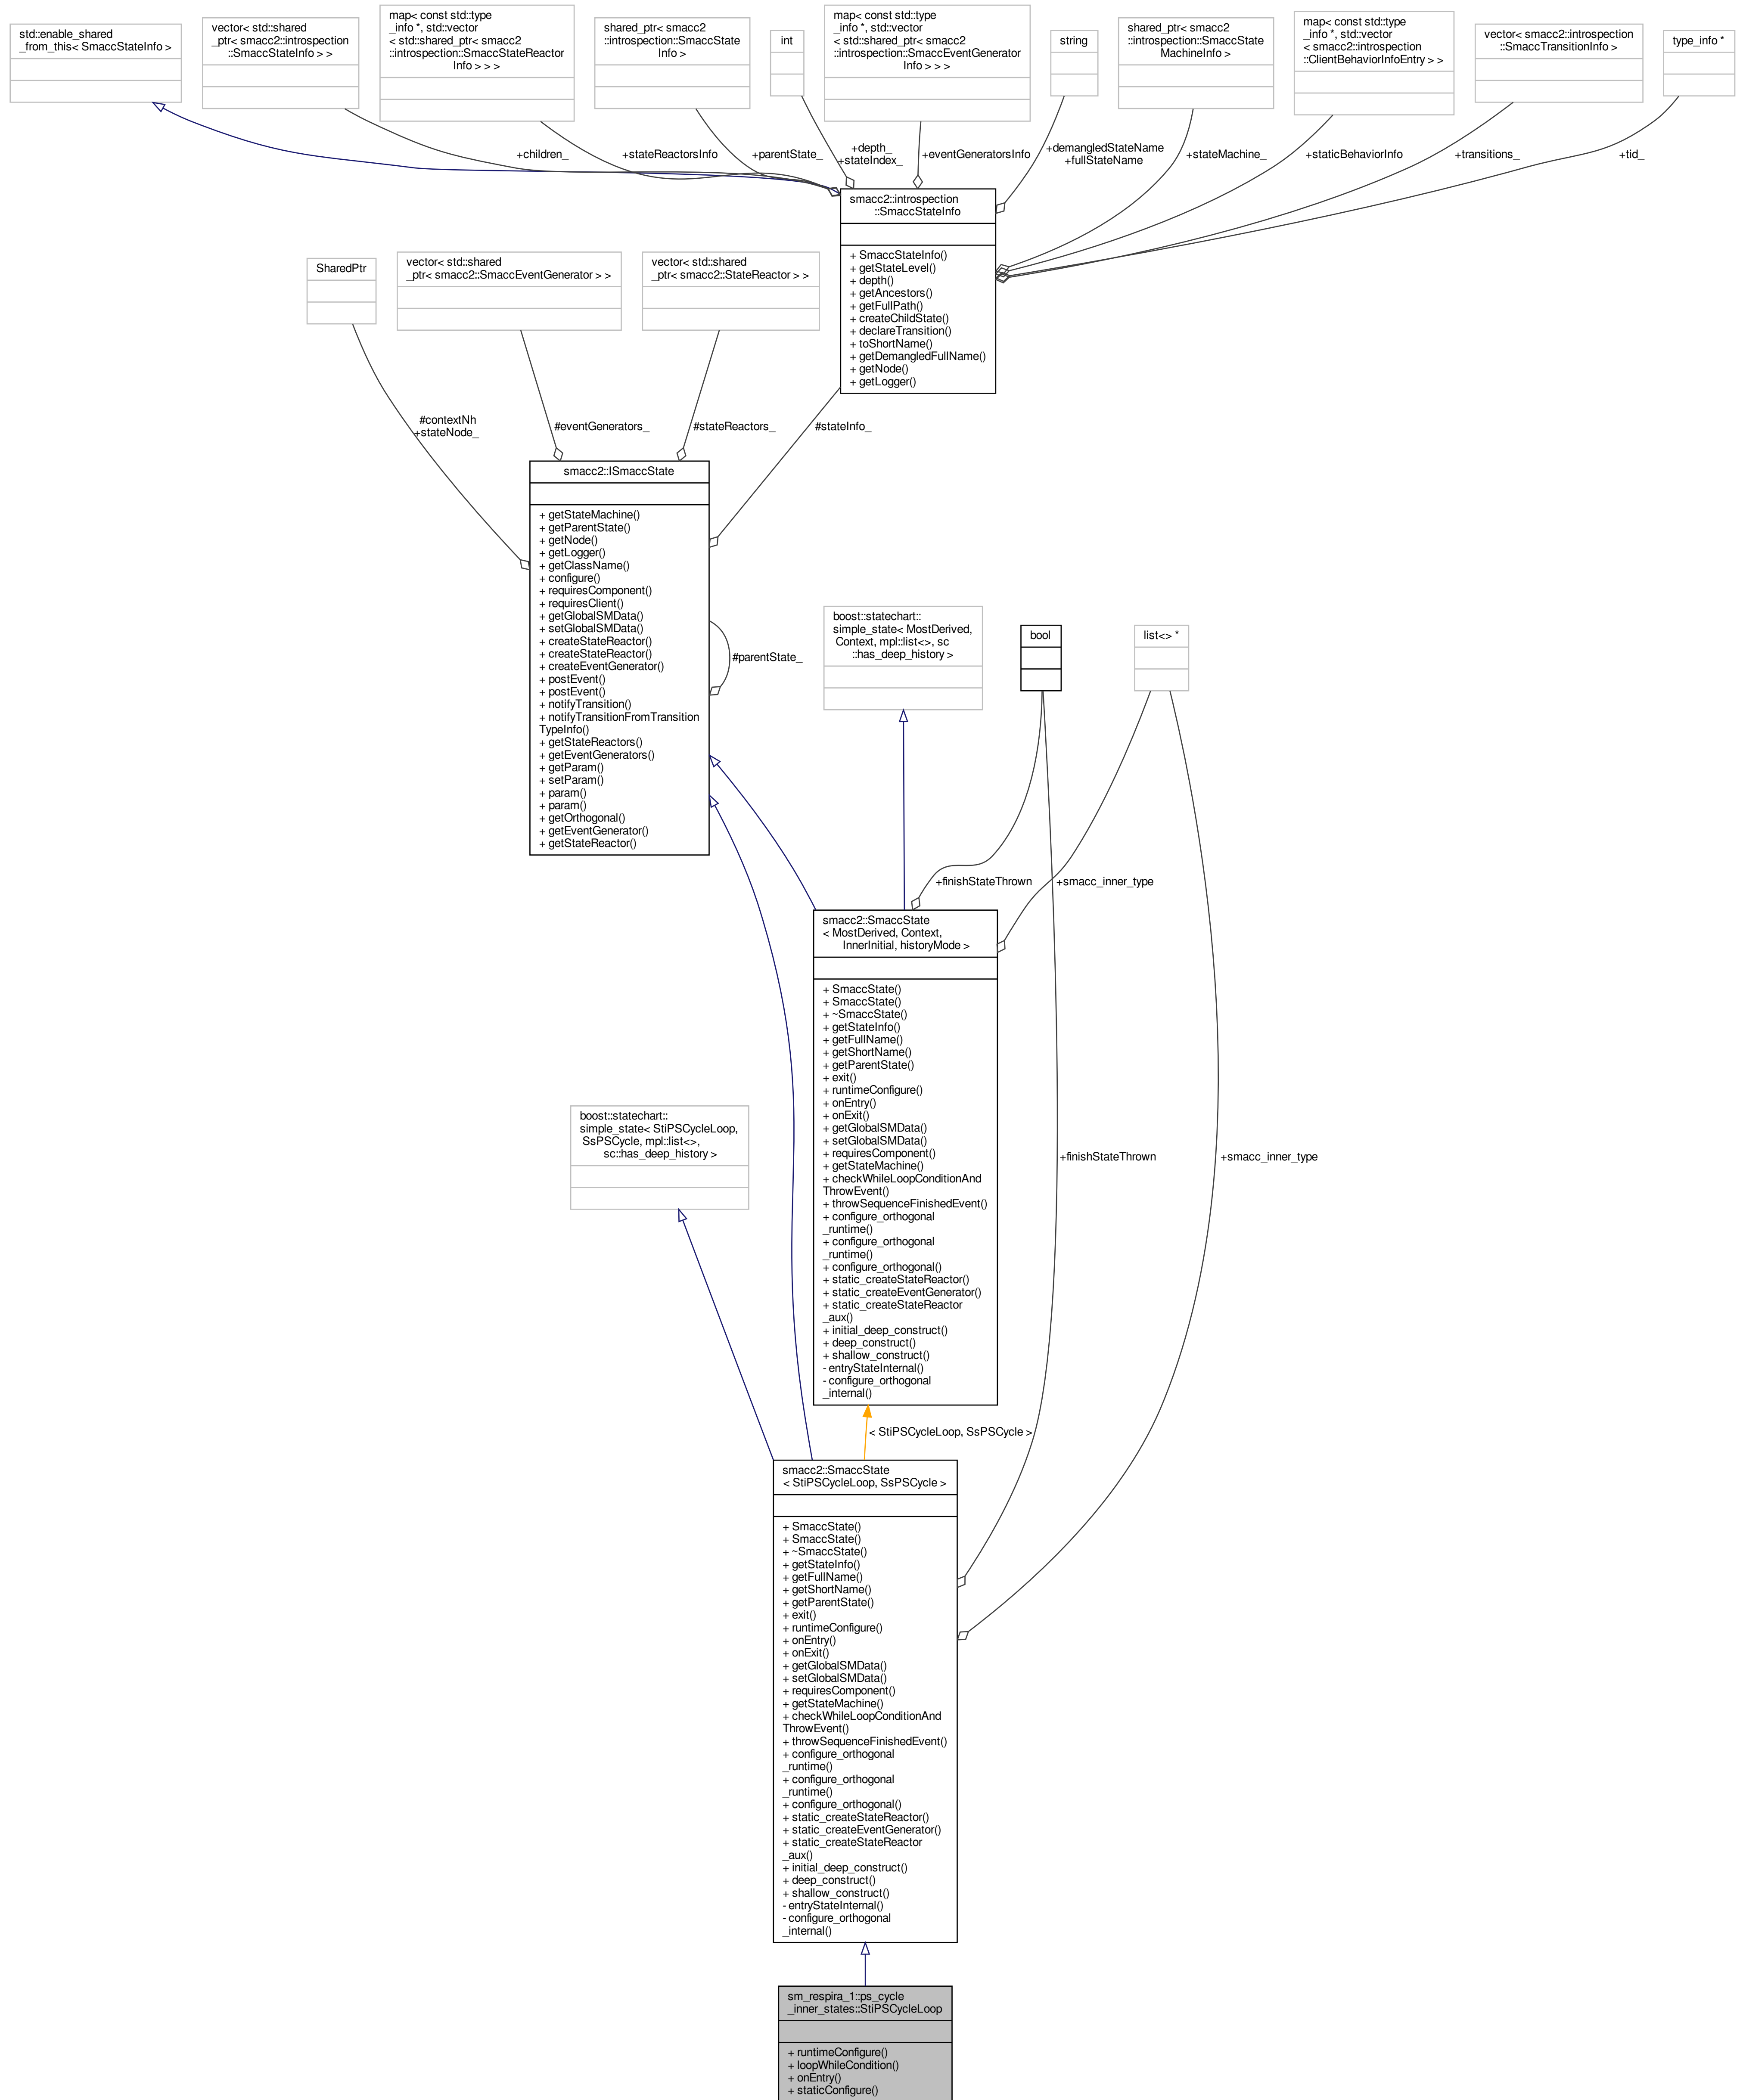 std::enable_shared
_from_this< SmaccStateInfo >
vector< std::shared
_ptr< smacc2::introspection
::SmaccStateInfo > >
map< const std::type
_info *, std::vector
< std::shared_ptr< smacc2
::introspection::SmaccStateReactor
Info > > >
shared_ptr< smacc2
::introspection::SmaccState
Info >
int
map< const std::type
_info *, std::vector
< std::shared_ptr< smacc2
::introspection::SmaccEventGenerator
Info > > >
string
shared_ptr< smacc2
::introspection::SmaccState
MachineInfo >
map< const std::type
_info *, std::vector
< smacc2::introspection
::ClientBehaviorInfoEntry > >
vector< smacc2::introspection
::SmaccTransitionInfo >
type_info *
+children_
+stateReactorsInfo
+parentState_
+depth_
+stateIndex_
+eventGeneratorsInfo
+demangledStateName
+fullStateName
+stateMachine_
+staticBehaviorInfo
+transitions_
+tid_
smacc2::introspection
::SmaccStateInfo
+ SmaccStateInfo()
+ getStateLevel()
+ depth()
+ getAncestors()
+ getFullPath()
+ createChildState()
+ declareTransition()
+ toShortName()
+ getDemangledFullName()
+ getNode()
+ getLogger()
SharedPtr
vector< std::shared
_ptr< smacc2::SmaccEventGenerator > >
vector< std::shared
_ptr< smacc2::StateReactor > >
#contextNh
+stateNode_
#eventGenerators_
#stateReactors_
#stateInfo_
smacc2::ISmaccState
+ getStateMachine()
+ getParentState()
+ getNode()
+ getLogger()
+ getClassName()
+ configure()
+ requiresComponent()
+ requiresClient()
+ getGlobalSMData()
+ setGlobalSMData()
+ createStateReactor()
+ createStateReactor()
+ createEventGenerator()
+ postEvent()
+ postEvent()
+ notifyTransition()
+ notifyTransitionFromTransition
TypeInfo()
+ getStateReactors()
+ getEventGenerators()
+ getParam()
+ setParam()
+ param()
+ param()
+ getOrthogonal()
+ getEventGenerator()
+ getStateReactor()
#parentState_
boost::statechart::
simple_state< MostDerived,
Context, mpl::list<>, sc
::has_deep_history >
bool
list<> *
+finishStateThrown
+smacc_inner_type
smacc2::SmaccState
< MostDerived, Context,
InnerInitial, historyMode >
+ SmaccState()
+ SmaccState()
+ ~SmaccState()
+ getStateInfo()
+ getFullName()
+ getShortName()
+ getParentState()
+ exit()
+ runtimeConfigure()
+ onEntry()
+ onExit()
+ getGlobalSMData()
+ setGlobalSMData()
+ requiresComponent()
+ getStateMachine()
+ checkWhileLoopConditionAnd
ThrowEvent()
+ throwSequenceFinishedEvent()
+ configure_orthogonal
_runtime()
+ configure_orthogonal
_runtime()
+ configure_orthogonal()
+ static_createStateReactor()
+ static_createEventGenerator()
+ static_createStateReactor
_aux()
+ initial_deep_construct()
+ deep_construct()
+ shallow_construct()
- entryStateInternal()
- configure_orthogonal
_internal()
boost::statechart::
simple_state< StiPSCycleLoop,
SsPSCycle, mpl::list<>,
sc::has_deep_history >
+finishStateThrown
+smacc_inner_type
< StiPSCycleLoop, SsPSCycle >
smacc2::SmaccState
< StiPSCycleLoop, SsPSCycle >
+ SmaccState()
+ SmaccState()
+ ~SmaccState()
+ getStateInfo()
+ getFullName()
+ getShortName()
+ getParentState()
+ exit()
+ runtimeConfigure()
+ onEntry()
+ onExit()
+ getGlobalSMData()
+ setGlobalSMData()
+ requiresComponent()
+ getStateMachine()
+ checkWhileLoopConditionAnd
ThrowEvent()
+ throwSequenceFinishedEvent()
+ configure_orthogonal
_runtime()
+ configure_orthogonal
_runtime()
+ configure_orthogonal()
+ static_createStateReactor()
+ static_createEventGenerator()
+ static_createStateReactor
_aux()
+ initial_deep_construct()
+ deep_construct()
+ shallow_construct()
- entryStateInternal()
- configure_orthogonal
_internal()
sm_respira_1::ps_cycle
_inner_states::StiPSCycleLoop
+ runtimeConfigure()
+ loopWhileCondition()
+ onEntry()
+ staticConfigure()